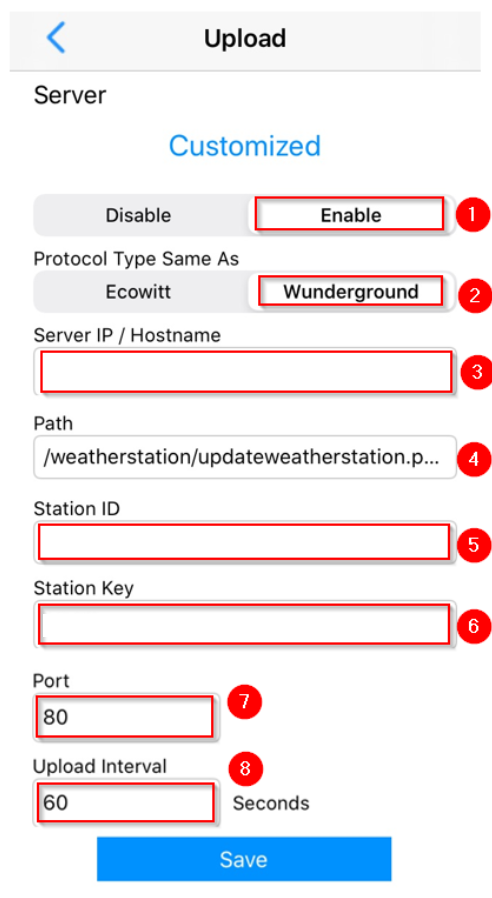 Upload
Server
Customized
Disable Enable 1
Protocol Type Same As
Ecowitt Wunderground 2
Server IP / Hostname
3
Path
/weatherstation/updateweatherstation.p... 4
Station ID
5
Station Key
6
Port
80 7
Upload Interval 8
60 Seconds
Save